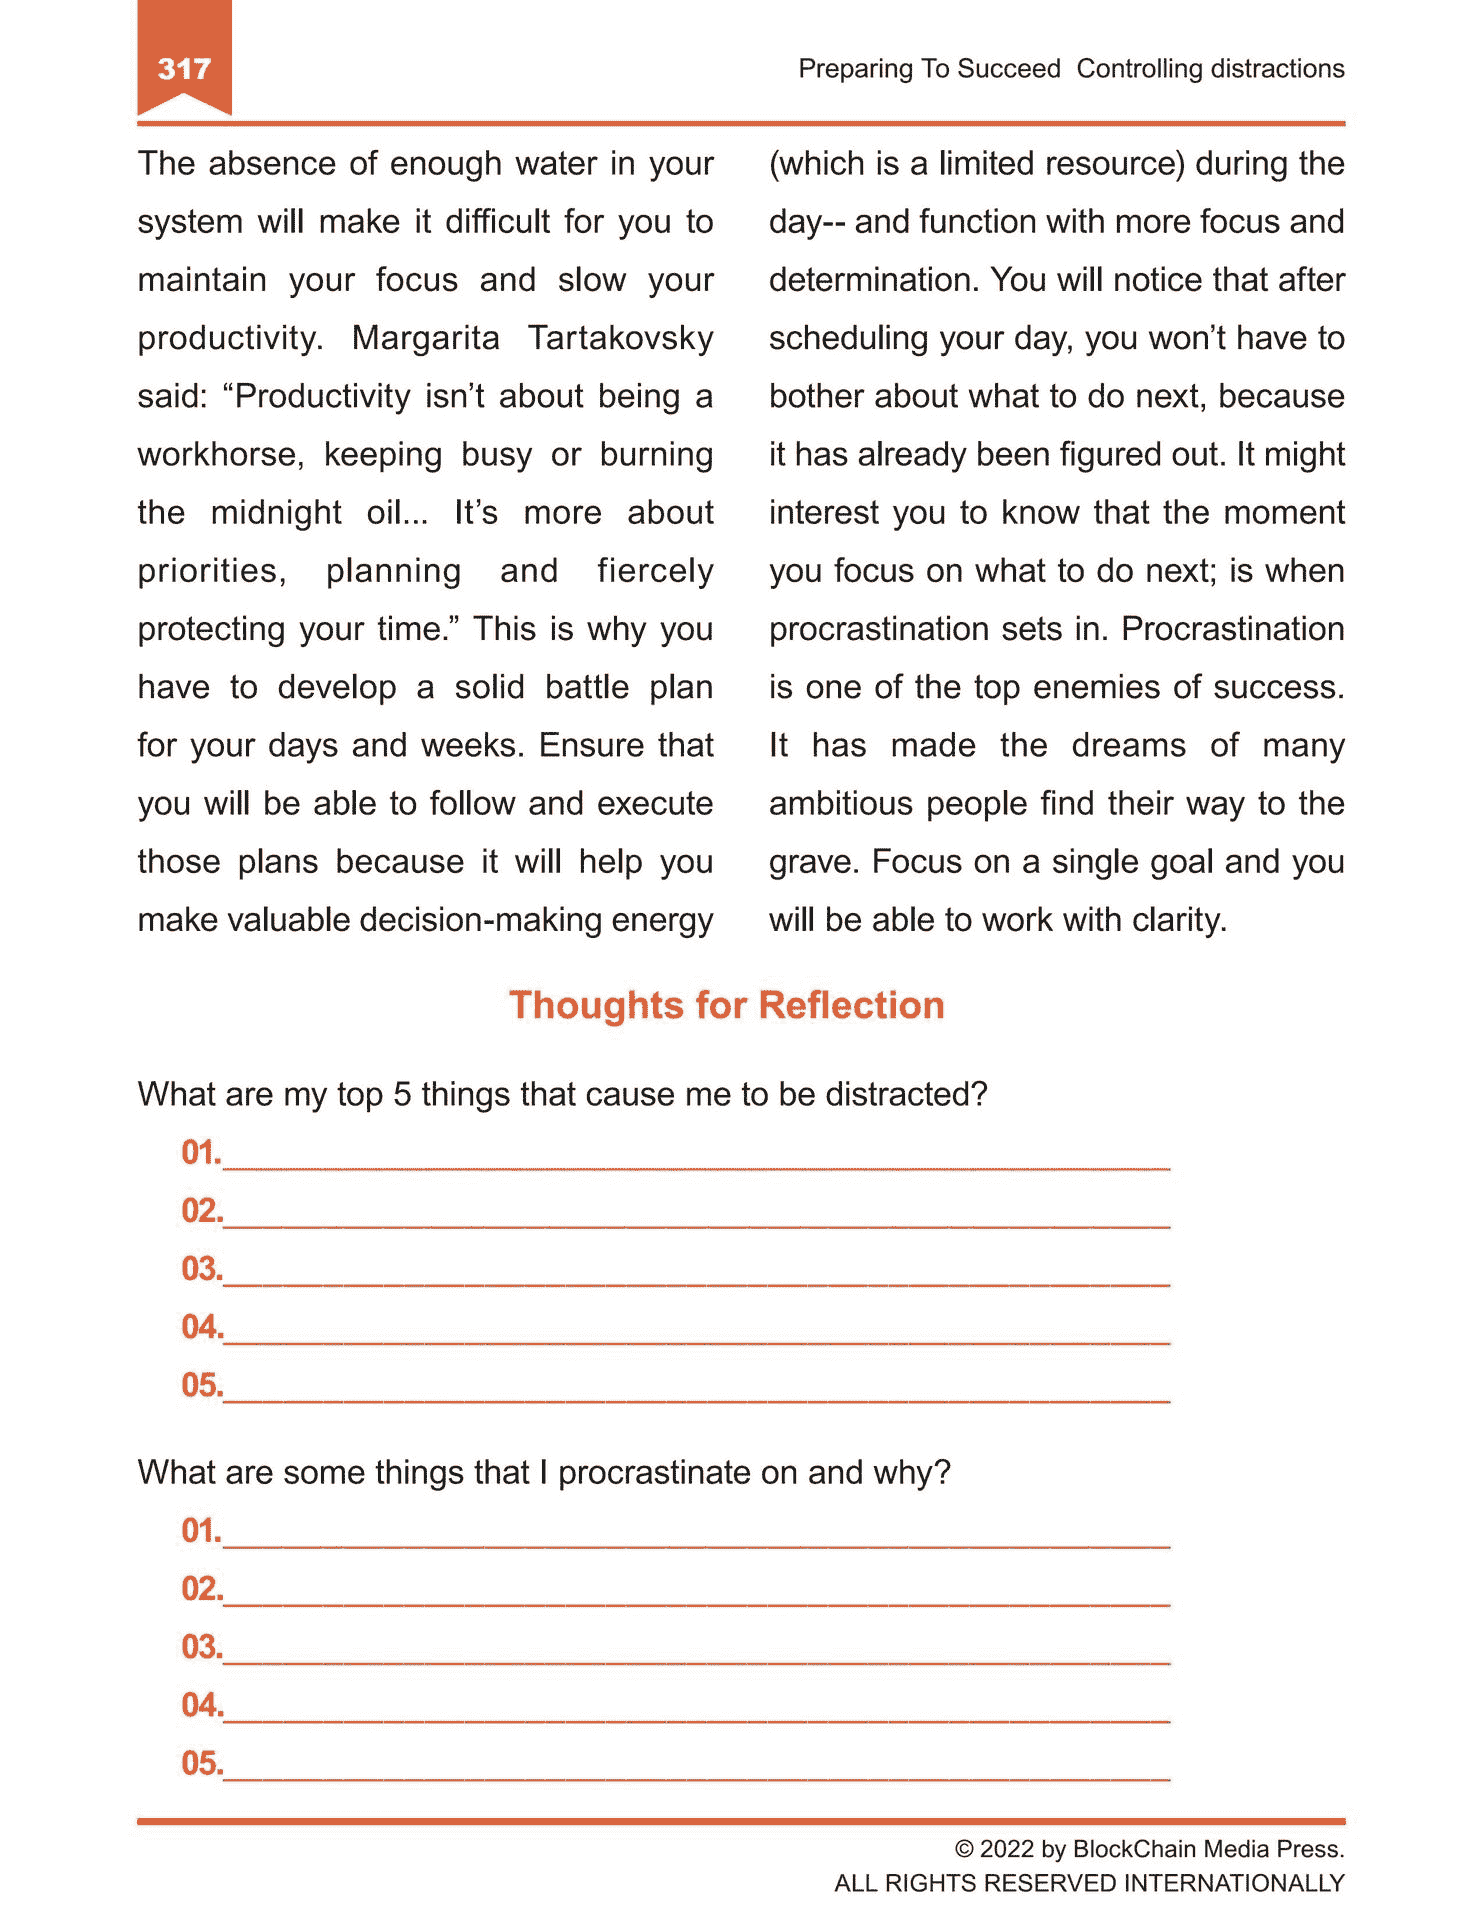 317
Preparing To Succeed  Controlling distractions
The absence of enough water in your
system will make it difficult for you to
maintain your focus and slow your
productivity. Margarita Tartakovsky
said: “Productivity isn’t about being a
workhorse, keeping busy or burning
the midnight oil... It’s more about
priorities, planning and fiercely
protecting your time.” This is why you
have to develop a solid battle plan
for your days and weeks. Ensure that
you will be able to follow and execute
those plans because it will help you
make valuable decision-making energy
(which is a limited resource) during the
day-- and function with more focus and
determination. You will notice that after
scheduling your day, you won’t have to
bother about what to do next, because
it has already been figured out. It might
interest you to know that the moment
you focus on what to do next; is when
procrastination sets in. Procrastination
is one of the top enemies of success.
It has made the dreams of many
ambitious people find their way to the
grave. Focus on a single goal and you
will be able to work with clarity.
Thoughts for Reflection
What are my top 5 things that cause me to be distracted?
01.
02.
03.
04.
05.
What are some things that I procrastinate on and why?
01.
02.
03.
04.
05.
© 2022 by BlockChain Media Press.
ALL RIGHTS RESERVED INTERNATIONALLY